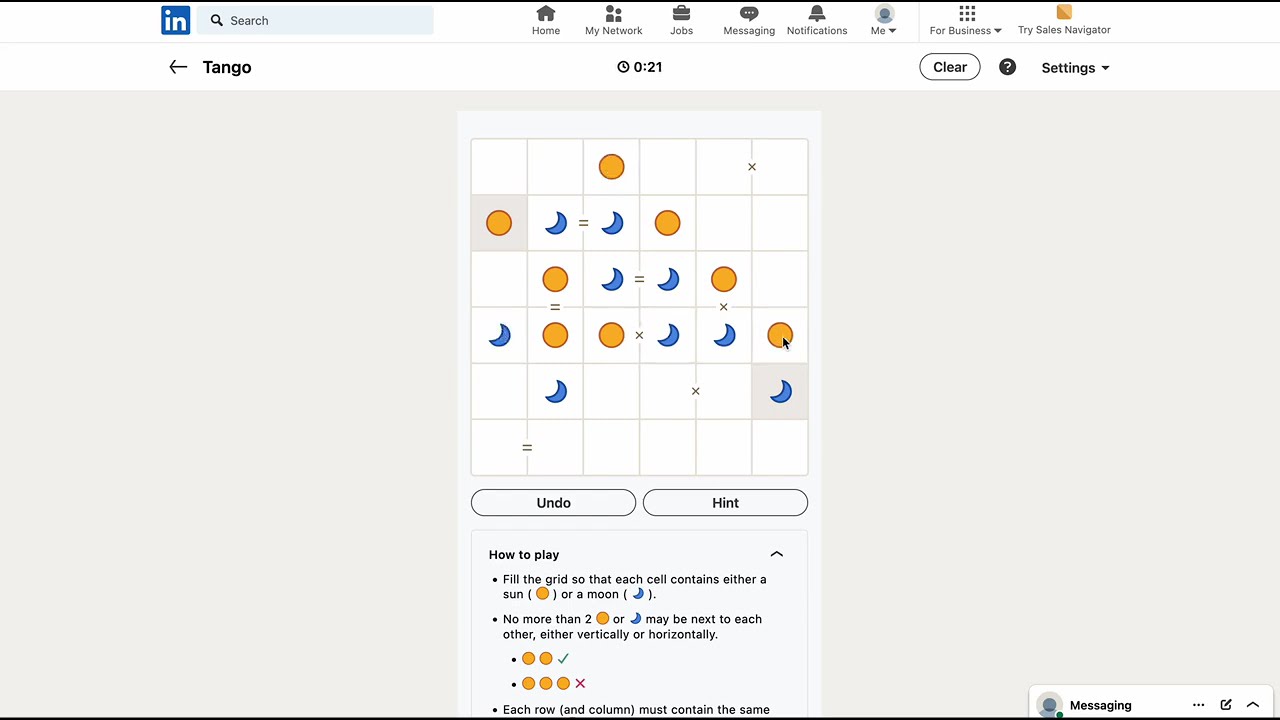 in
Search
Home
My Network
Jobs
Messaging
Notifications
Me
For Business
Try Sales Navigator
Tango
0:21
Clear
?
Settings
×
=
=
= ×
×
×
=
Undo
Hint
How to play
• Fill the grid so that each cell contains either a
sun ( ) or a moon ( ).
• No more than 2 or may be next to each
other, either vertically or horizontally.
• ✓
• ×
• Each row (and column) must contain the same
Messaging